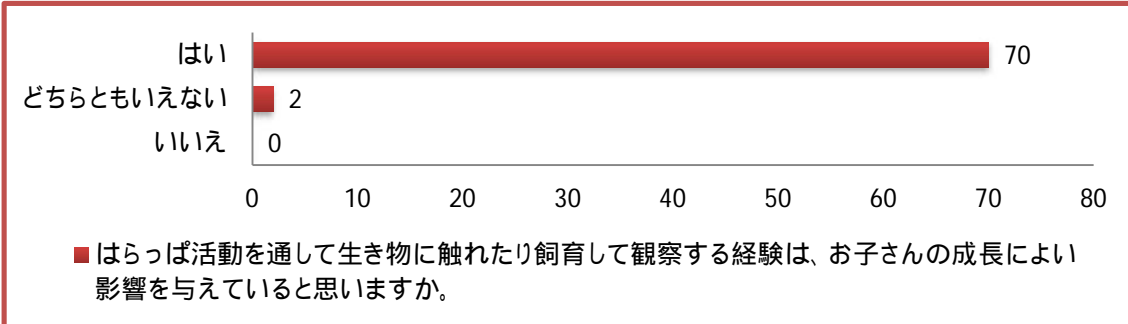 はい 70
どちらともいえない 2
いいえ 0
0 10 20 30 40 50 60 70 80
はらっぱ活動を通して生き物に触れたり飼育して観察する経験は、お子さんの成長によい
影響を与えていると思いますか。